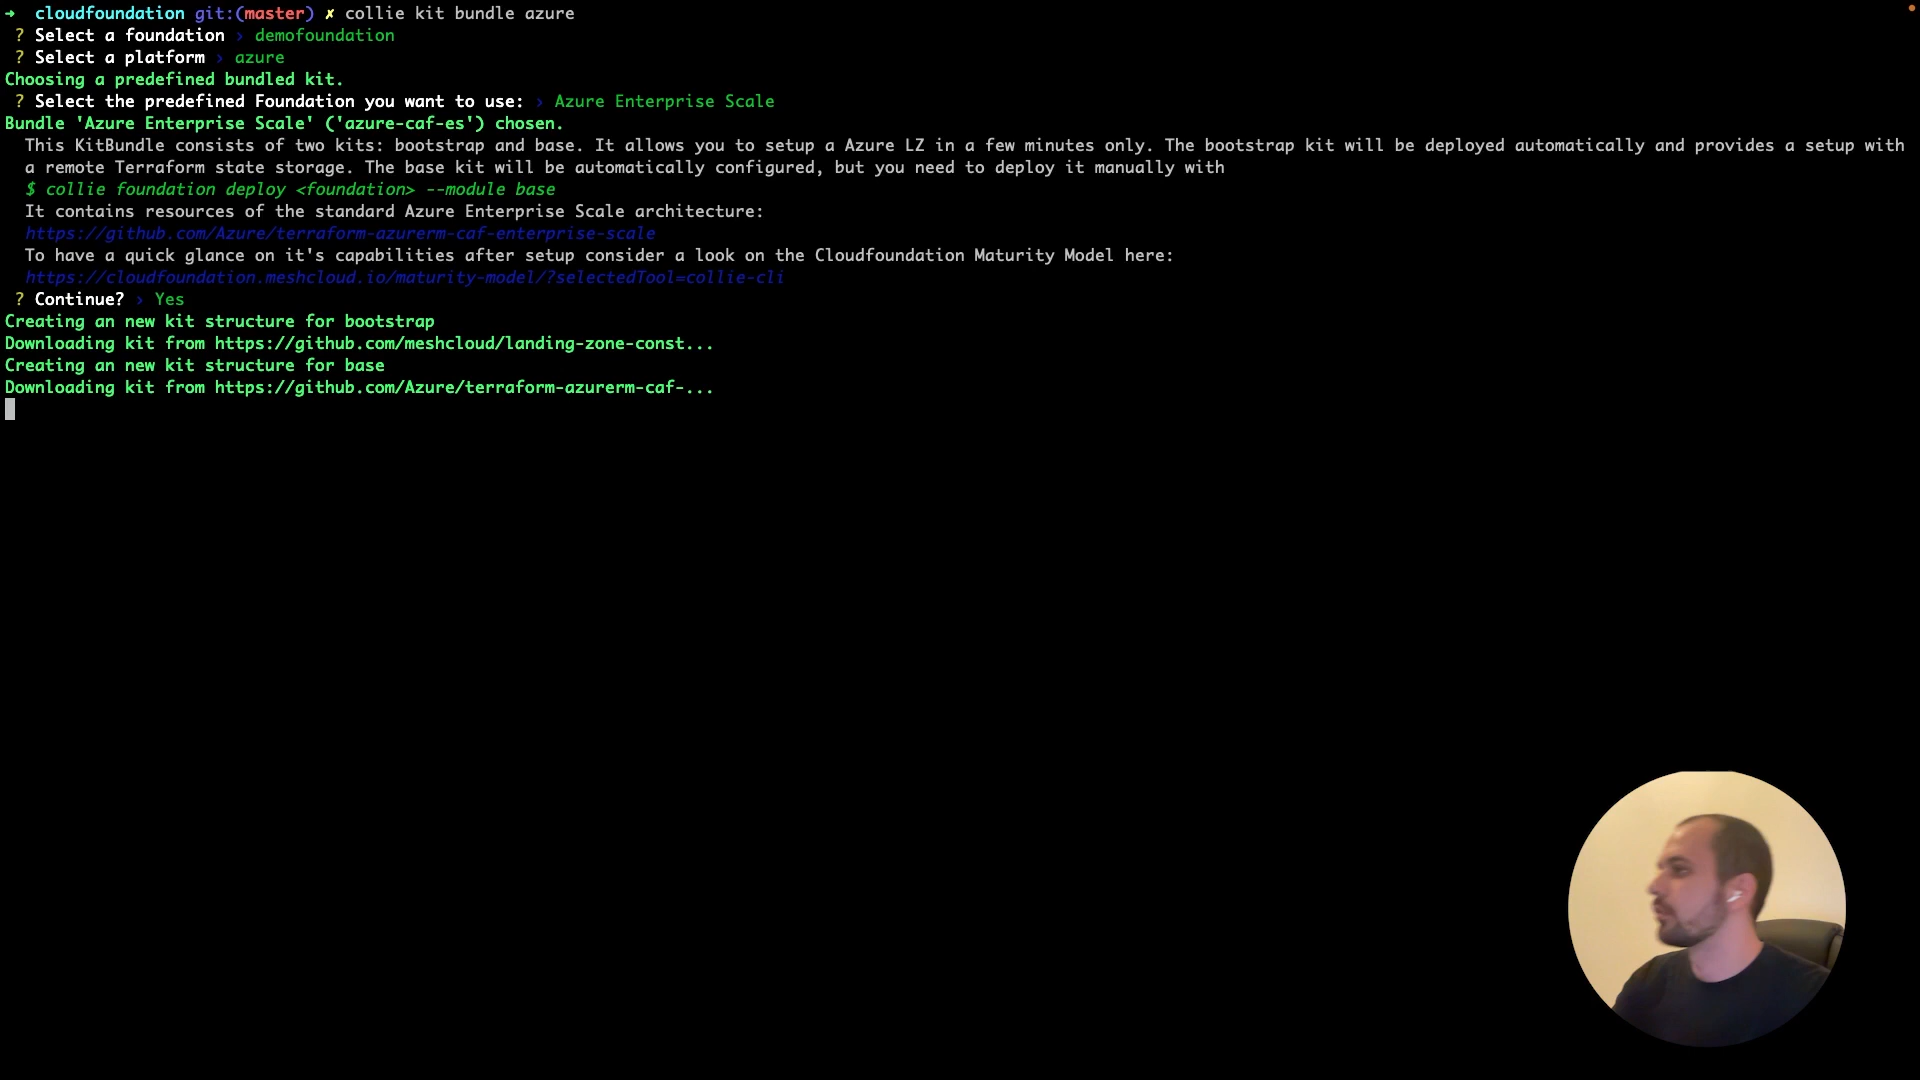 ➜ cloudfoundation git:(master) ✗ collie kit bundle azure
? Select a foundation › demofoundation
? Select a platform › azure
Choosing a predefined bundled kit.
? Select the predefined Foundation you want to use: › Azure Enterprise Scale
Bundle 'Azure Enterprise Scale' ('azure-caf-es') chosen.
This KitBundle consists of two kits: bootstrap and base. It allows you to setup a Azure LZ in a few minutes only. The bootstrap kit will be deployed automatically and provides a setup with
a remote Terraform state storage. The base kit will be automatically configured, but you need to deploy it manually with
$ collie foundation deploy <foundation> --module base
It contains resources of the standard Azure Enterprise Scale architecture:
https://github.com/Azure/terraform-azurerm-caf-enterprise-scale
To have a quick glance on it's capabilities after setup consider a look on the Cloudfoundation Maturity Model here:
https://cloudfoundation.meshcloud.io/maturity-model/?selectedTool=collie-cli
? Continue? › Yes
Creating an new kit structure for bootstrap
Downloading kit from https://github.com/meshcloud/landing-zone-const...
Creating an new kit structure for base
Downloading kit from https://github.com/Azure/terraform-azurerm-caf-...